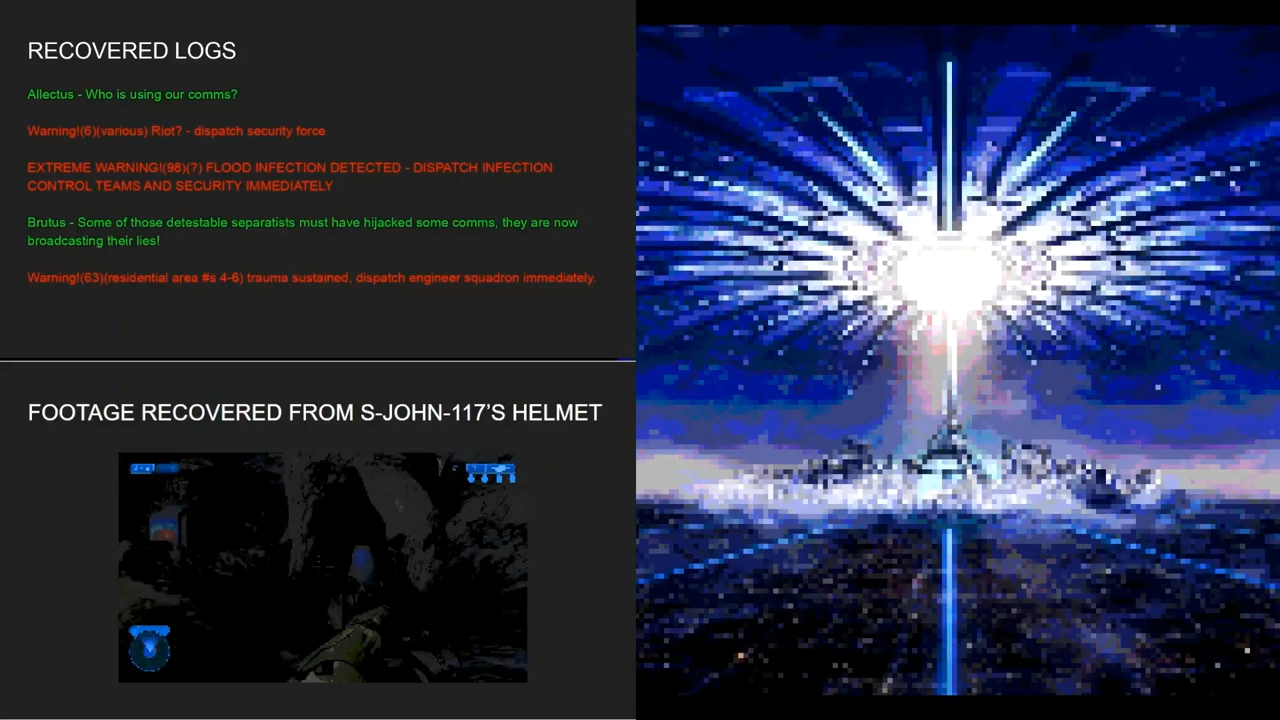 RECOVERED LOGS
Allectus - Who is using our comms?
Warning!(6)(various) Riot? - dispatch security force
EXTREME WARNING!(98)(?) FLOOD INFECTION DETECTED - DISPATCH INFECTION
CONTROL TEAMS AND SECURITY IMMEDIATELY
Brutus - Some of those detestable separatists must have hijacked some comms, they are now
broadcasting their lies!
Warning!(63)(residential area #s 4-6) trauma sustained, dispatch engineer squadron immediately.
FOOTAGE RECOVERED FROM S-JOHN-117’S HELMET